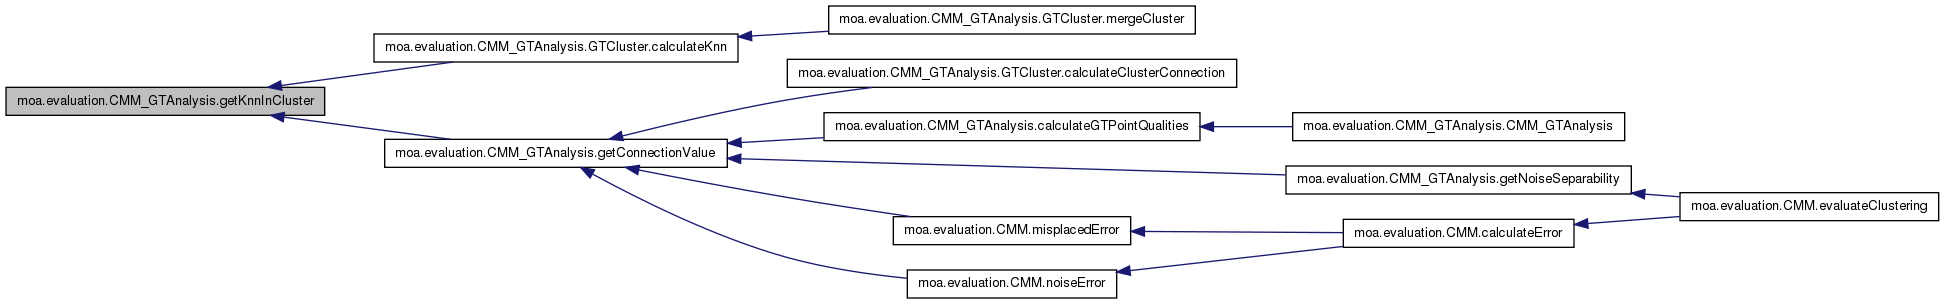 moa.evaluation.CMM_GTAnalysis.GTCluster.mergeCluster
moa.evaluation.CMM_GTAnalysis.GTCluster.calculateKnn
moa.evaluation.CMM_GTAnalysis.GTCluster.calculateClusterConnection
moa.evaluation.CMM_GTAnalysis.getKnnInCluster
moa.evaluation.CMM_GTAnalysis.calculateGTPointQualities
moa.evaluation.CMM_GTAnalysis.CMM_GTAnalysis
moa.evaluation.CMM_GTAnalysis.getConnectionValue
moa.evaluation.CMM_GTAnalysis.getNoiseSeparability
moa.evaluation.CMM.evaluateClustering
moa.evaluation.CMM.misplacedError
moa.evaluation.CMM.calculateError
moa.evaluation.CMM.noiseError